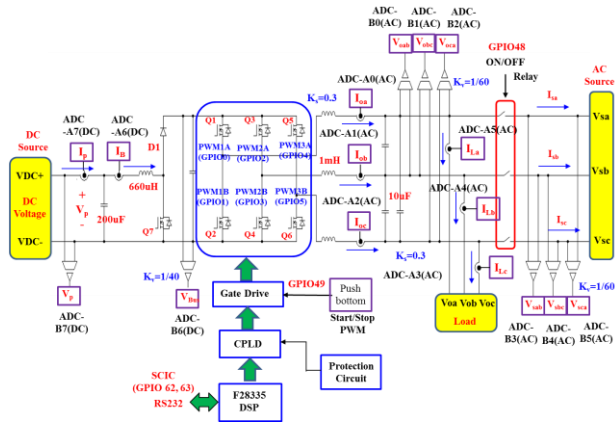 ADC-B0(AC)
ADC-B1(AC)
ADC-B2(AC)
Voab
Vobc
Voca
GPIO48
ON/OFF
Relay
Kv=1/60
AC Source
ADC-A7(DC)
ADC-A6(DC)
D1
Ip
IB
Q1
Q3
Q5
Ks=0.3
ADC-A0(AC)
Ioa
ADC-A1(AC)
Iob
ADC-A2(AC)
Ioc
PWM1A (GPIO0)
PWM2A (GPIO2)
PWM3A (GPIO4)
PWM1B (GPIO1)
PWM2B (GPIO3)
PWM3B (GPIO5)
Q2
Q4
Q6
1mH
10uF
ADC-A5(AC)
ILa
ADC-A4(AC)
ILb
ADC-A3(AC)
ILc
Ks=0.3
Isa
Isb
Isc
Vsa
Vsb
Vsc
DC Source
VDC+
DC Voltage
VDC-
+
Vp
-
200uF
660uH
Q7
Kv=1/40
Vp
ADC-B7(DC)
VBus
ADC-B6(DC)
Gate Drive
GPIO49
Push bottom
Start/Stop PWM
CPLD
Protection Circuit
F28335 DSP
SCIC
(GPIO 62, 63)
RS232
Voa Vob Voc
Load
Vsab
Vsbc
Vsca
Kv=1/60
ADC-B3(AC)
ADC-B4(AC)
ADC-B5(AC)